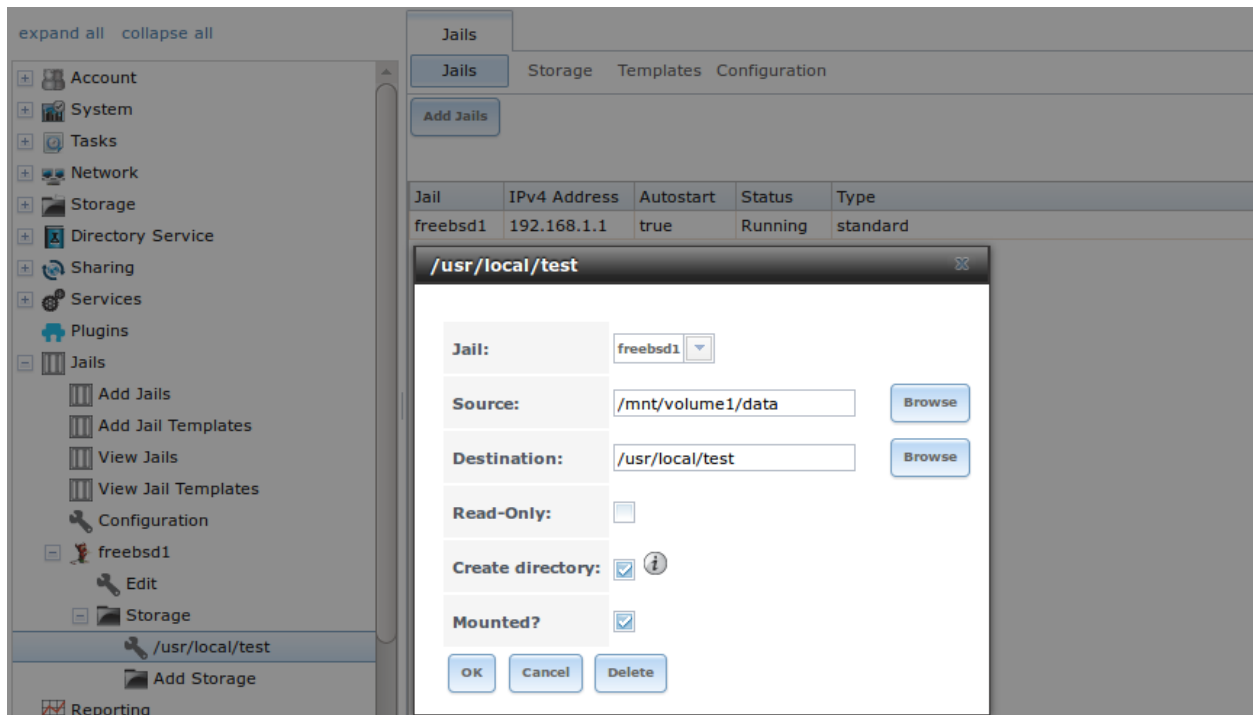 expand all collapse all
Account
System
Tasks
Network
Storage
Directory Service
Sharing
Services
Plugins
Jails
Add Jails
Add Jail Templates
View Jails
View Jail Templates
Configuration
freebsd1
Edit
Storage
/usr/local/test
Add Storage
Reporting
Jails
Jails Storage Templates Configuration
Add Jails
Jail IPv4 Address Autostart Status Type
freebsd1 192.168.1.1 true Running standard
/usr/local/test
Jail: freebsd1
Source: /mnt/volume1/data Browse
Destination: /usr/local/test Browse
Read-Only:
Create directory: i
Mounted?
OK Cancel Delete